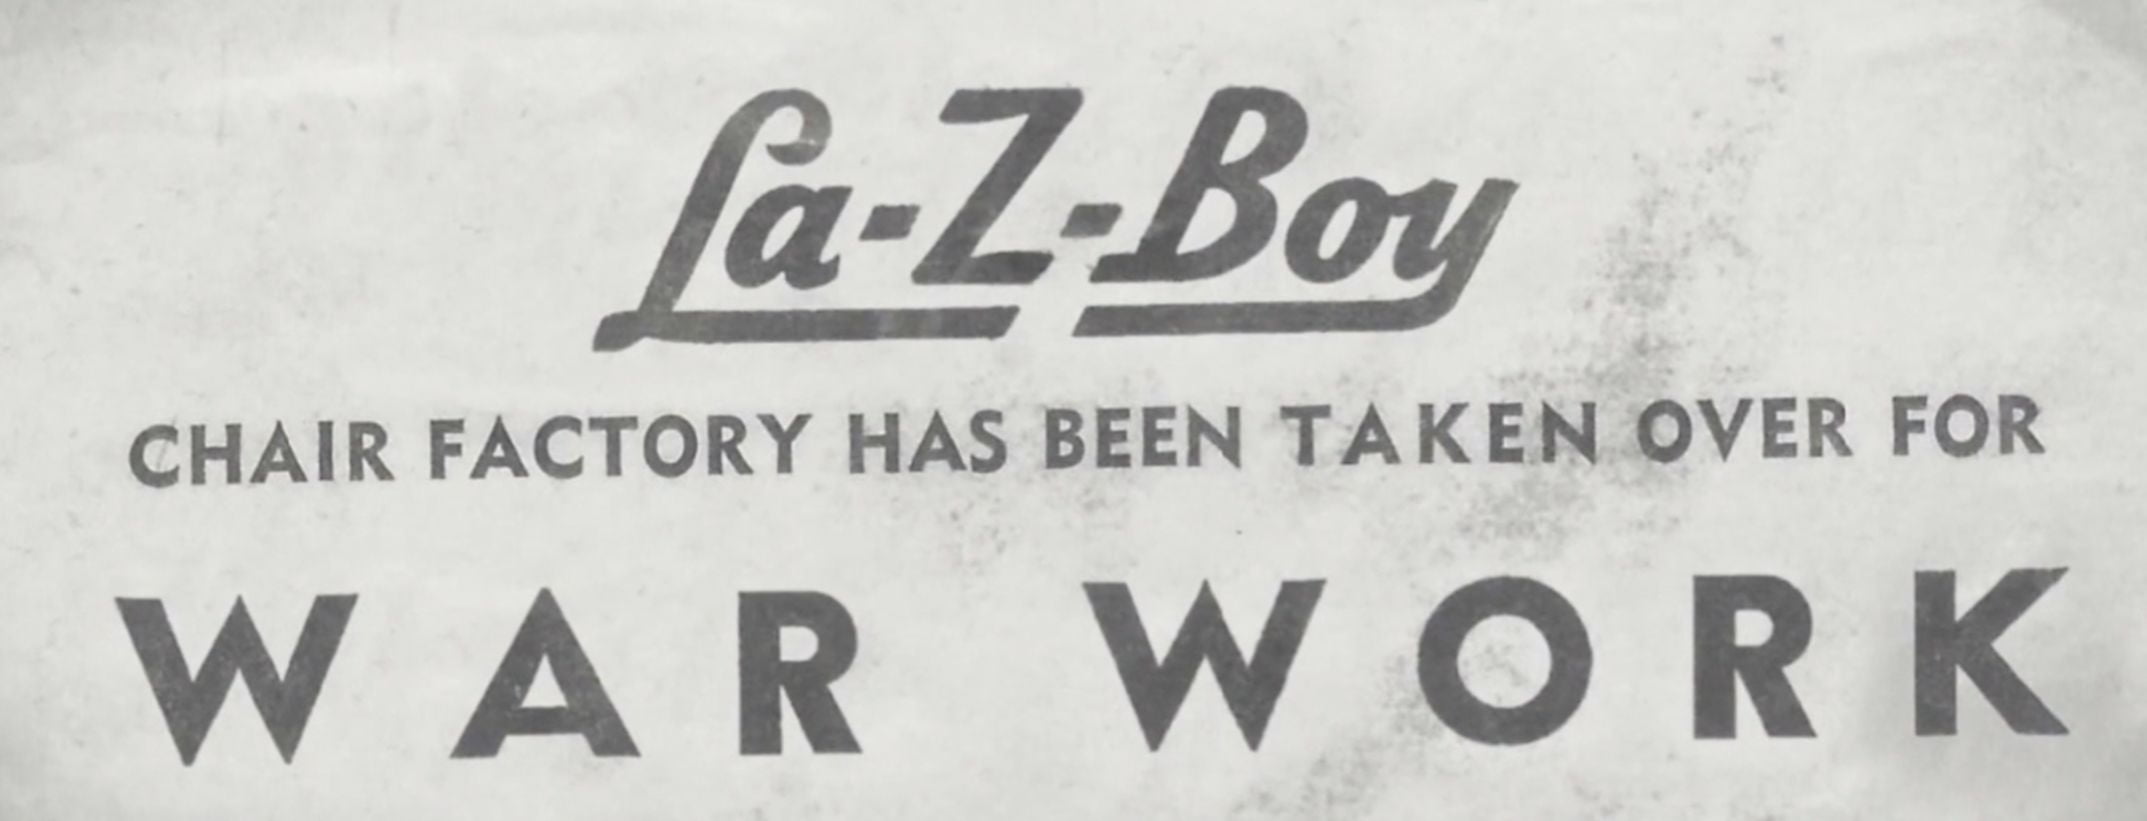 La-Z-Boy
CHAIR FACTORY HAS BEEN TAKEN OVER FOR
WAR WORK